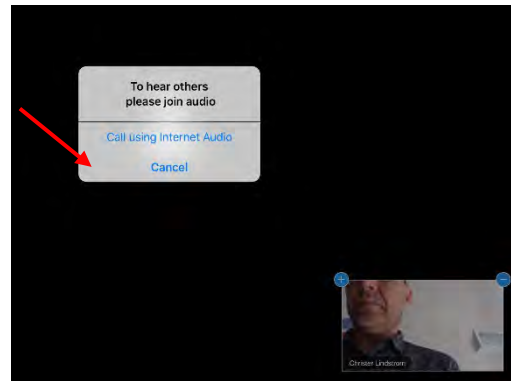 To hear others
please join audio
Call using Internet Audio
Cancel
Christer Lindstrom